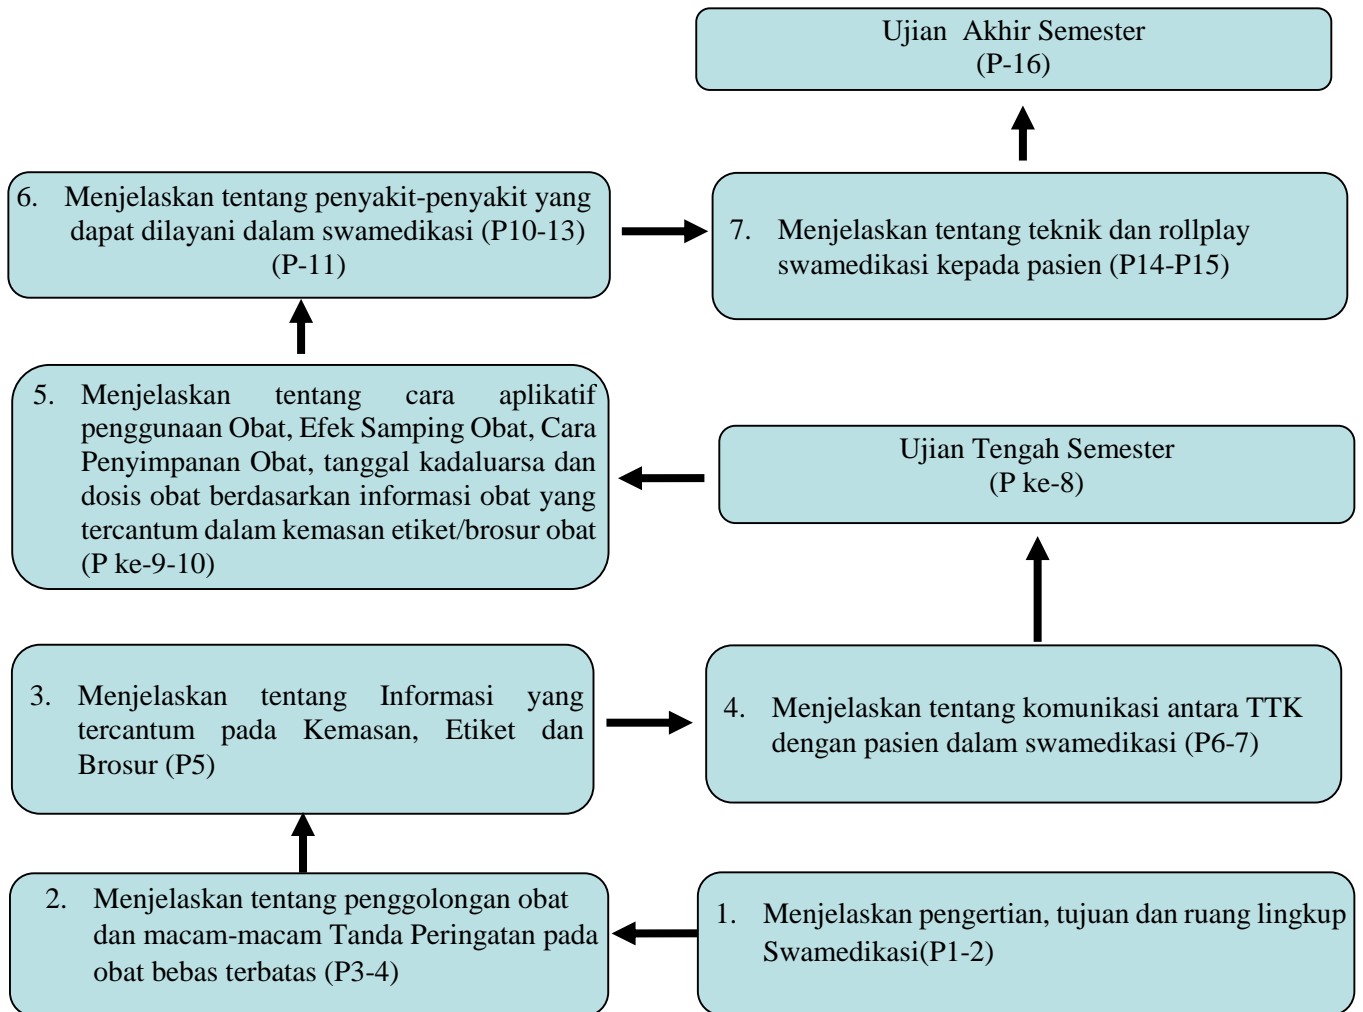 Ujian Akhir Semester
(P-16)
6. Menjelaskan tentang penyakit-penyakit yang
dapat dilayani dalam swamedikasi (P10-13)
(P-11)
7. Menjelaskan tentang teknik dan rollplay
swamedikasi kepada pasien (P14-P15)
5. Menjelaskan tentang cara aplikatif
penggunaan Obat, Efek Samping Obat, Cara
Penyimpanan Obat, tanggal kadaluarsa dan
dosis obat berdasarkan informasi obat yang
tercantum dalam kemasan etiket/brosur obat
(P ke-9-10)
Ujian Tengah Semester
(P ke-8)
3. Menjelaskan tentang Informasi yang
tercantum pada Kemasan, Etiket dan
Brosur (P5)
4. Menjelaskan tentang komunikasi antara TTK
dengan pasien dalam swamedikasi (P6-7)
2. Menjelaskan tentang penggolongan obat
dan macam-macam Tanda Peringatan pada
obat bebas terbatas (P3-4)
1. Menjelaskan pengertian, tujuan dan ruang lingkup
Swamedikasi(P1-2)